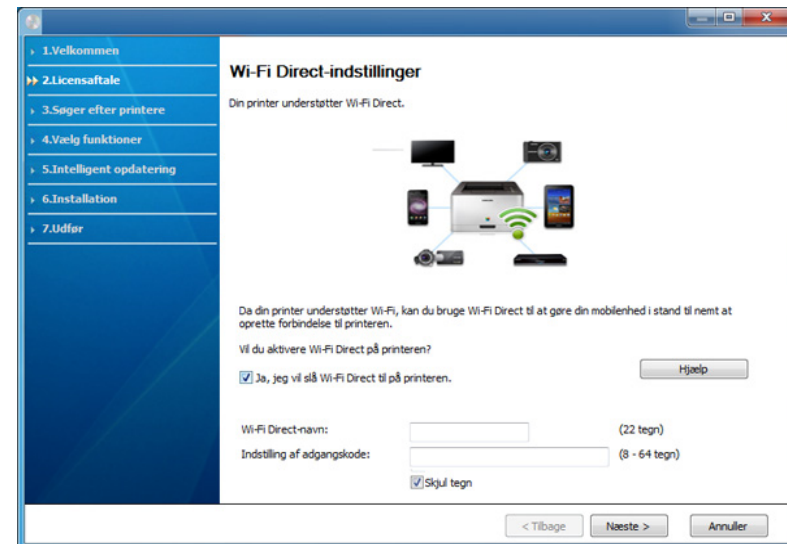 1.Velkommen
2.Licensaftale
3.Søger efter printere
4.Vælg funktioner
5.Intelligent opdatering
6.Installation
7.Udfør
Wi-Fi Direct-indstillinger
Din printer understøtter Wi-Fi Direct.
Da din printer understøtter Wi-Fi, kan du bruge Wi-Fi Direct til at gøre din mobilenhed i stand til nemt at
oprette forbindelse til printeren.
Vil du aktivere Wi-Fi Direct på printeren?
Ja, jeg vil slå Wi-Fi Direct til på printeren.
Hjælp
Wi-Fi Direct-navn:
(22 tegn)
Indstilling af adgangskode:
(8 - 64 tegn)
Skjul tegn
< Tilbage
Næste >
Annuller